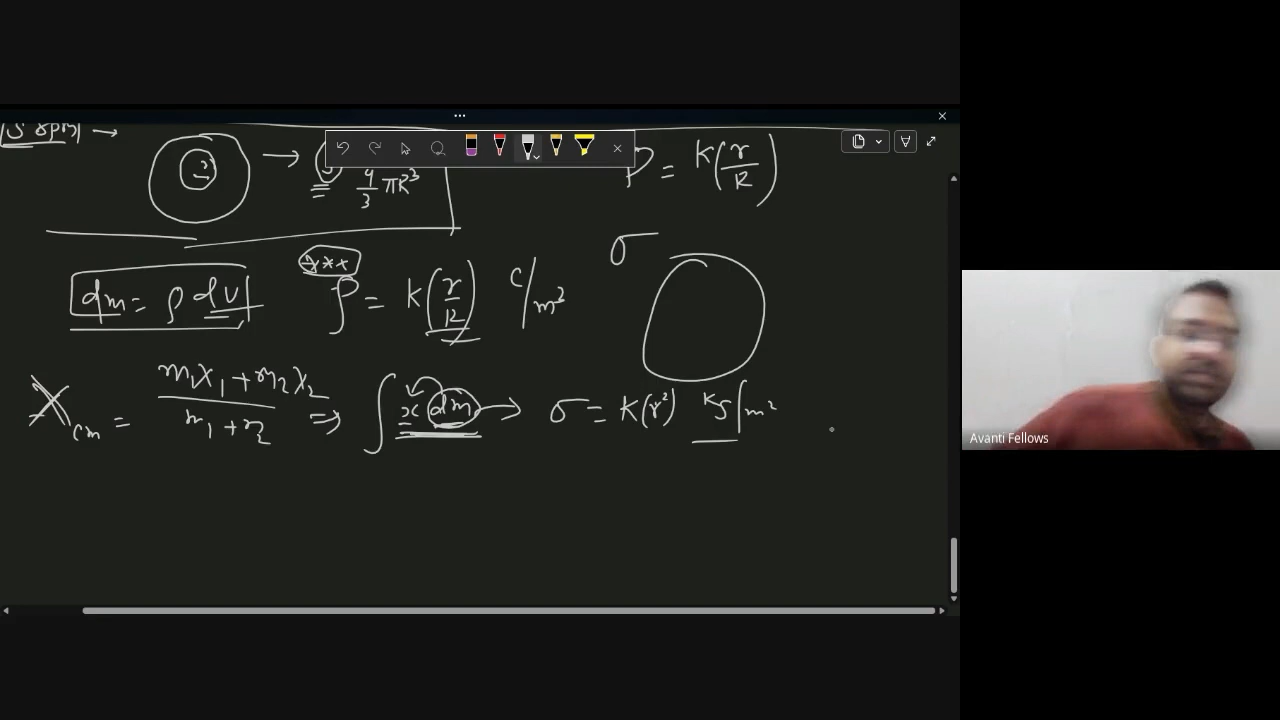 →
→ 4/3 πR³
ρ = K(r/R)
σ
***
dm = ρ dv
ρ = K(r/R) C/m³
X_cm = (m₁x₁ + m₂x₂)/(m₁ + m₂) ⇒ ∫ x dm → σ = K(r²) kg/m²
Avanti Fellows